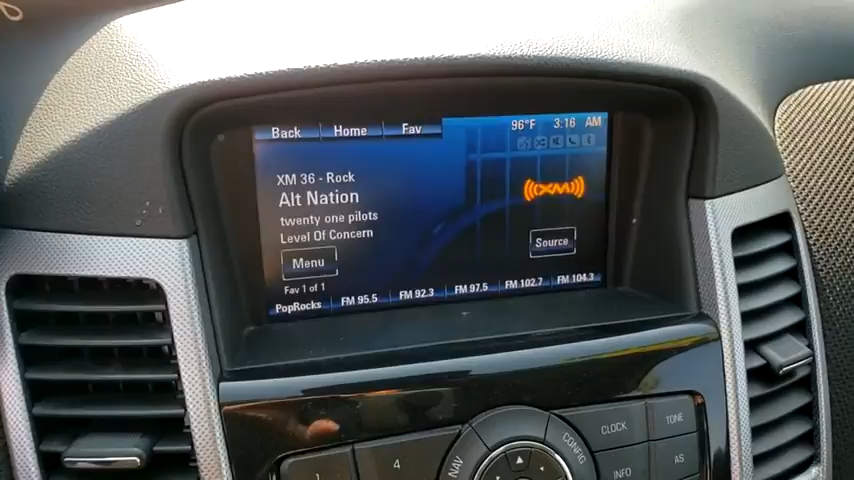 Back Home Fav 96°F 3:16 AM
XM 36 - Rock
Alt Nation
twenty one pilots
Level Of Concern
XM
Menu
Source
Fav 1 of 1
PopRocks FM 95.5 FM 92.3 FM 97.5 FM 102.7 FM 104.3
1 4 NAV CONFIG CLOCK TONE
INFO AS